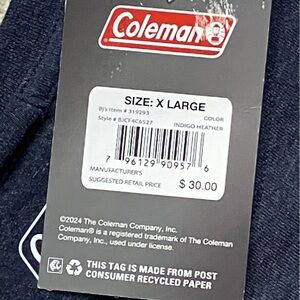 Coleman
SIZE: X LARGE
BJ's Item # 319293
COLOR
Style # BJCF4C6527
INDIGO HEATHER
7 96129 90957 6
MANUFACTURER'S
SUGGESTED RETAIL PRICE
$ 30.00
©2024 The Coleman Company, Inc.
Coleman® is a registered trademark of The Coleman
Company, Inc., used under license.
THIS TAG IS MADE FROM POST
CONSUMER RECYCLED PAPER